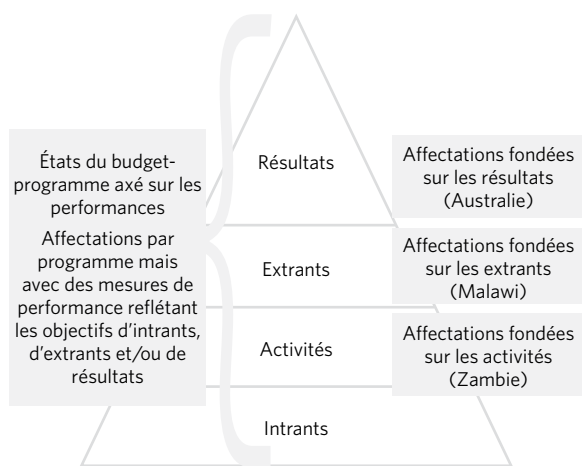 États du budget-
programme axé sur les
performances
Affectations par
programme mais
avec des mesures de
performance reflétant
les objectifs d'intrants,
d'extrants et/ou de
résultats
Résultats
Extrants
Activités
Intrants
Affectations fondées
sur les résultats
(Australie)
Affectations fondées
sur les extrants
(Malawi)
Affectations fondées
sur les activités
(Zambie)